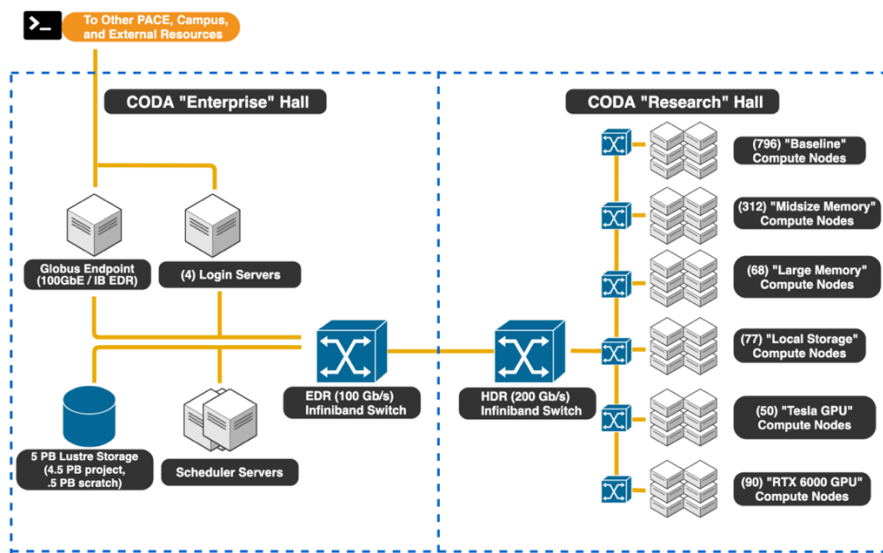 To Other PACE, Campus,
and External Resources
CODA "Enterprise" Hall
CODA "Research" Hall
Globus Endpoint
(100GbE / IB EDR)
(4) Login Servers
5 PB Lustre Storage
(4.5 PB project,
.5 PB scratch)
Scheduler Servers
EDR (100 Gb/s)
Infiniband Switch
HDR (200 Gb/s)
Infiniband Switch
(796) "Baseline"
Compute Nodes
(312) "Midsize Memory"
Compute Nodes
(68) "Large Memory"
Compute Nodes
(77) "Local Storage"
Compute Nodes
(50) "Tesla GPU"
Compute Nodes
(90) "RTX 6000 GPU"
Compute Nodes